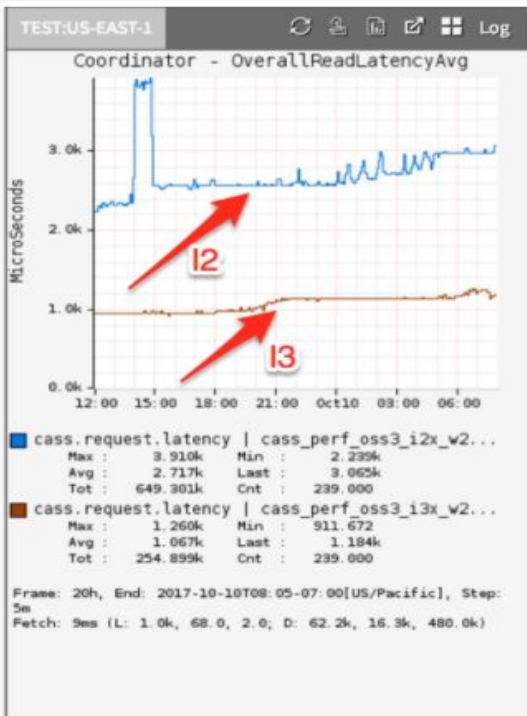 TEST:US-EAST-1 Log
Coordinator - OverallReadLatencyAvg
MicroSeconds
3.0k
2.0k
I2
1.0k
I3
0.0k
12:00 15:00 18:00 21:00 Oct10 03:00 06:00
cass.request.latency | cass_perf_oss3_i2x_w2...
Max : 3.910k Min : 2.239k
Avg : 2.717k Last : 3.065k
Tot : 649.301k Cnt : 239.000
cass.request.latency | cass_perf_oss3_i3x_w2...
Max : 1.260k Min : 911.672
Avg : 1.067k Last : 1.184k
Tot : 254.899k Cnt : 239.000
Frame: 20h, End: 2017-10-10T08:05-07:00[US/Pacific], Step:
5m
Fetch: 9ms (L: 1.0k, 68.0, 2.0; D: 62.2k, 16.3k, 480.0k)